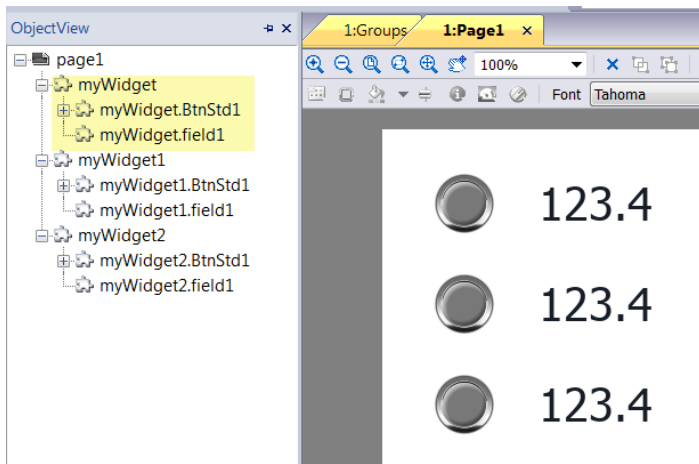 ObjectView
page1
myWidget
myWidget.BtnStd1
myWidget.field1
myWidget1
myWidget1.BtnStd1
myWidget1.field1
myWidget2
myWidget2.BtnStd1
myWidget2.field1
1:Groups 1:Page1
100%
Font Tahoma
123.4
123.4
123.4